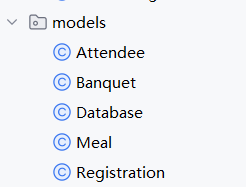 models
Attendee
Banquet
Database
Meal
Registration